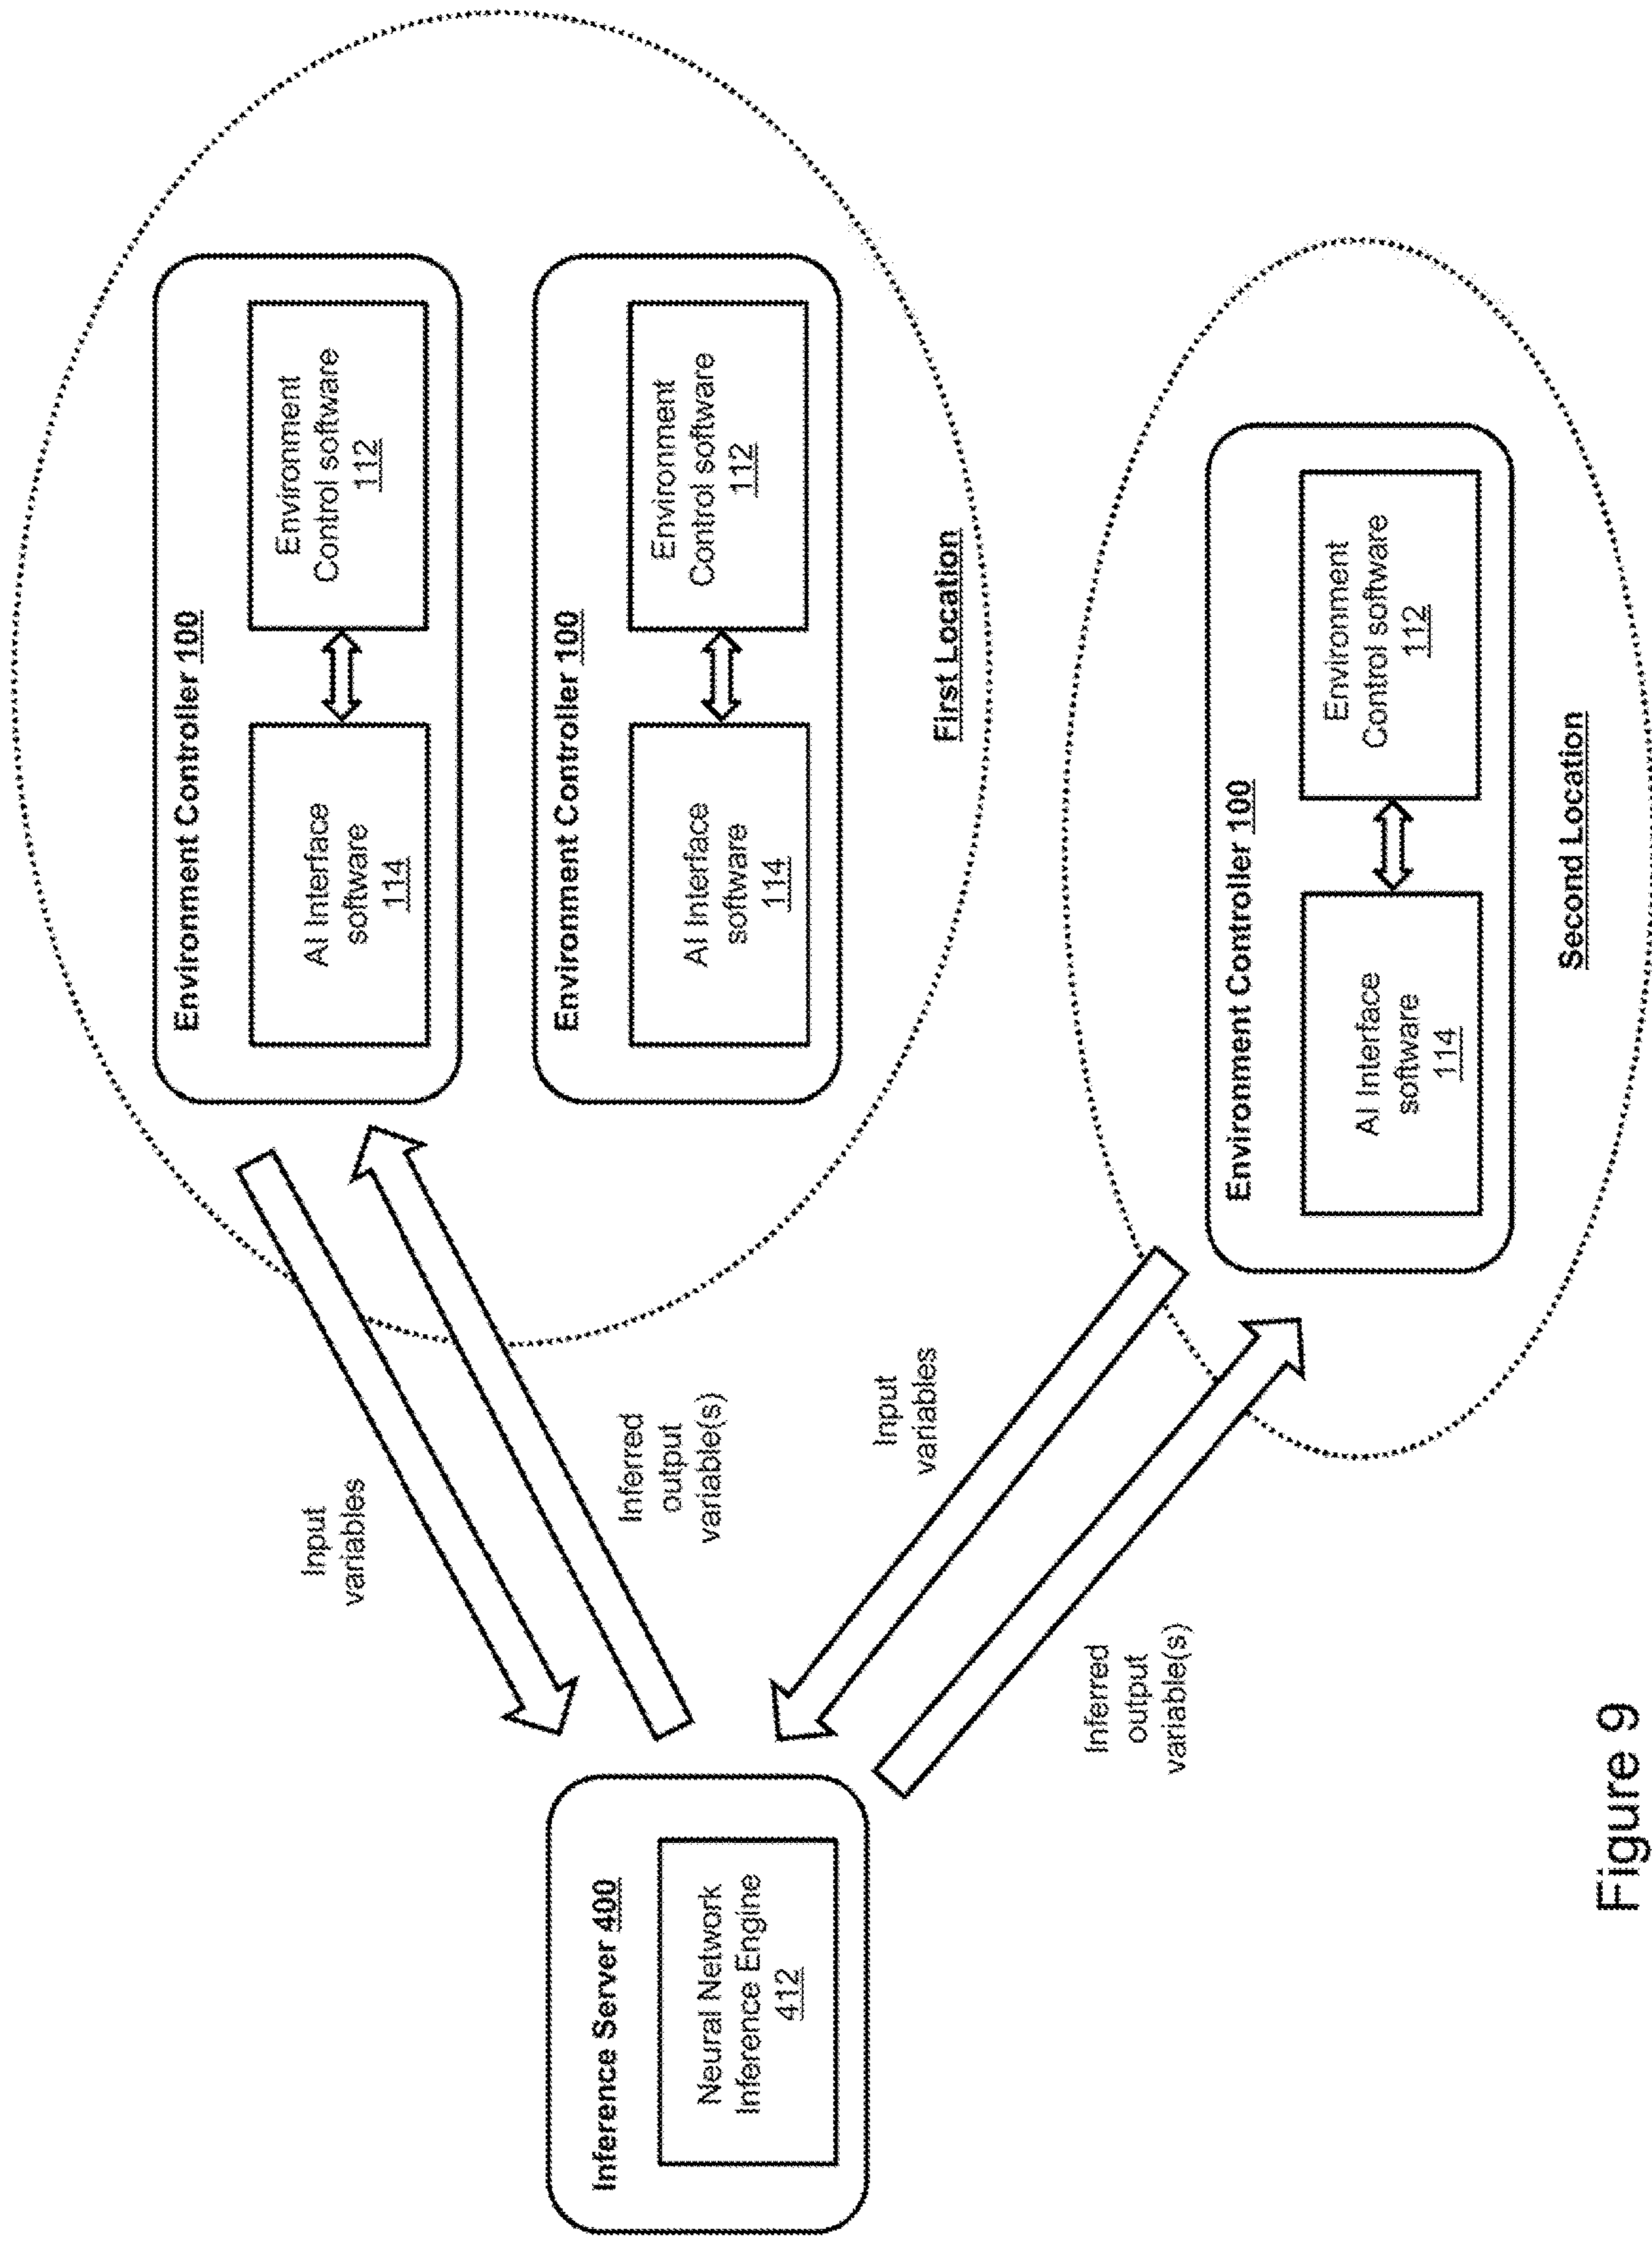 Inference Server 400
Neural Network
Inference Engine
412
Input
variables
Inferred
output
variable(s)
Input
variables
Inferred
output
variable(s)
Environment Controller 100
AI Interface
software
114
Environment
Control software
112
Environment Controller 100
AI Interface
software
114
Environment
Control software
112
First Location
Environment Controller 100
AI Interface
software
114
Environment
Control software
112
Second Location
Figure 9